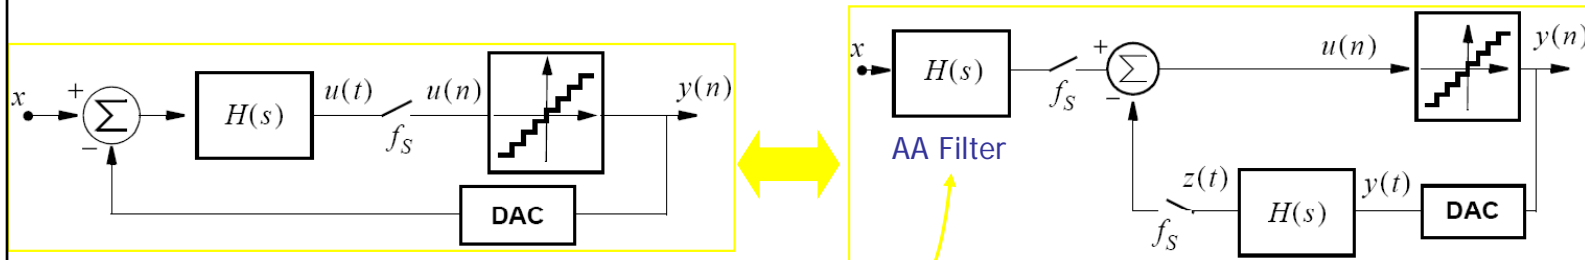 x
+
−
Σ
H(s)
u(t)
f_S
u(n)
y(n)
DAC
x
H(s)
AA Filter
f_S
+
−
Σ
u(n)
y(n)
z(t)
f_S
H(s)
y(t)
DAC